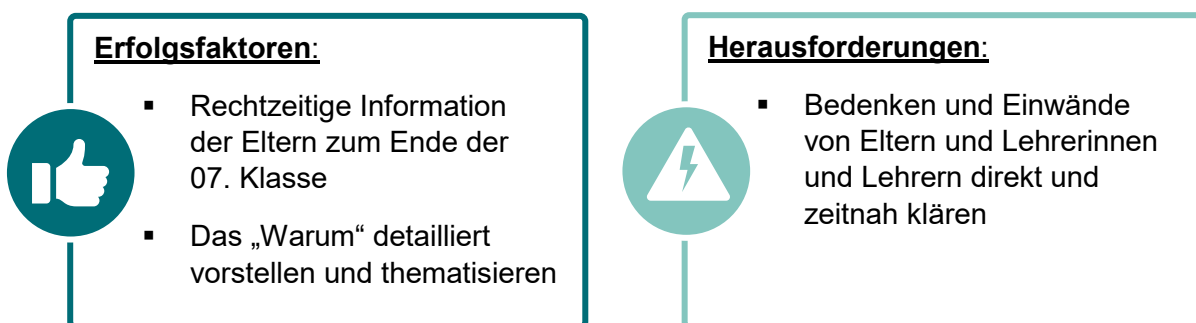 Erfolgsfaktoren:
▪ Rechtzeitige Information
der Eltern zum Ende der
07. Klasse
▪ Das „Warum“ detailliert
vorstellen und thematisieren
Herausforderungen:
▪ Bedenken und Einwände
von Eltern und Lehrerinnen
und Lehrern direkt und
zeitnah klären